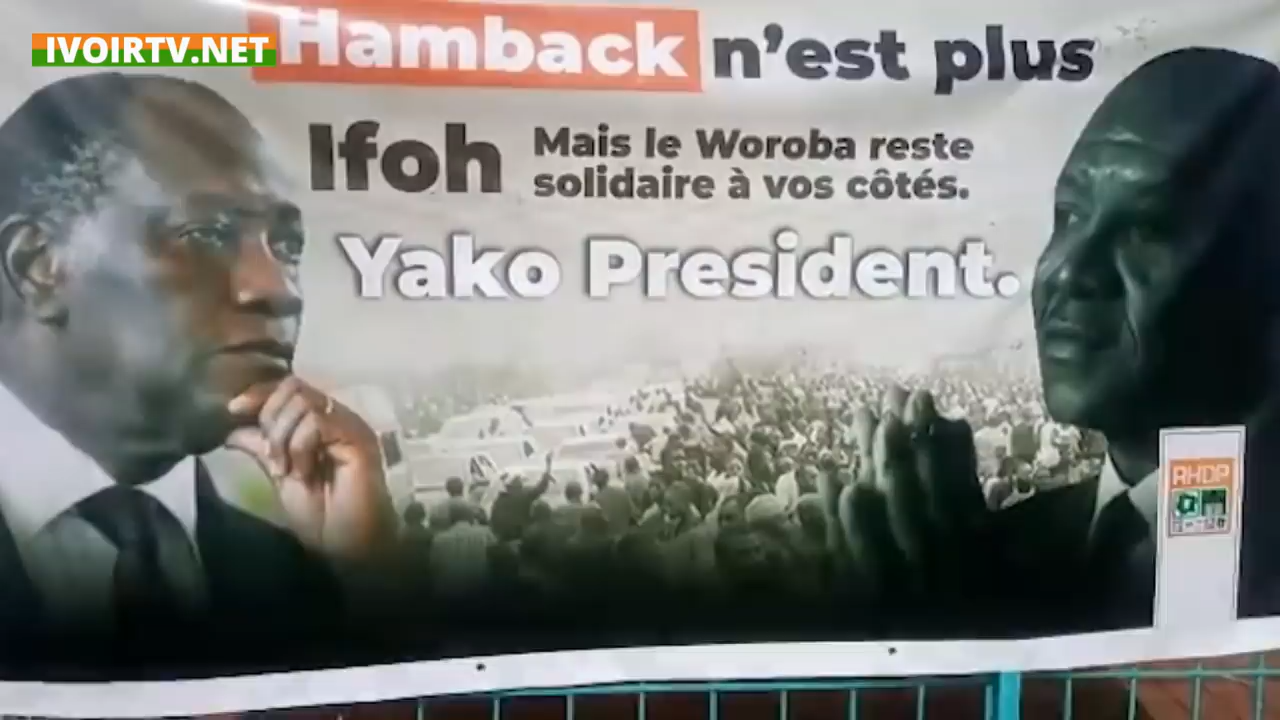 IVOIRTV.NET
Hamback n'est plus
Ifoh
Mais le Woroba reste
solidaire à vos côtés.
Yako President.
RHDP